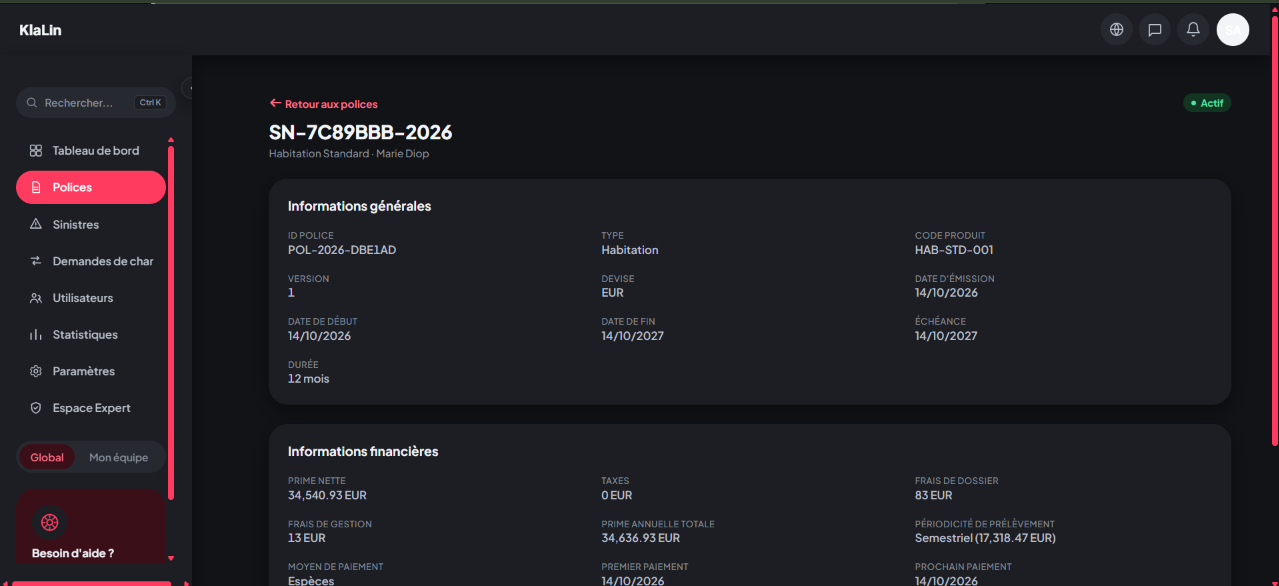 KlaLin
Rechercher...
Ctrl K
Tableau de bord
Polices
Sinistres
Demandes de char
Utilisateurs
Statistiques
Paramètres
Espace Expert
Global
Mon équipe
Besoin d'aide ?
Retour aux polices
Actif
SN-7C89BBB-2026
Habitation Standard · Marie Diop
Informations générales
ID POLICE
TYPE
CODE PRODUIT
POL-2026-DBE1AD
Habitation
HAB-STD-001
VERSION
DEVISE
DATE D'ÉMISSION
1
EUR
14/10/2026
DATE DE DÉBUT
DATE DE FIN
ÉCHÉANCE
14/10/2026
14/10/2027
14/10/2027
DURÉE
12 mois
Informations financières
PRIME NETTE
TAXES
FRAIS DE DOSSIER
34,540.93 EUR
0 EUR
83 EUR
FRAIS DE GESTION
PRIME ANNUELLE TOTALE
PÉRIODICITÉ DE PRÉLÈVEMENT
13 EUR
34,636.93 EUR
Semestriel (17,318.47 EUR)
MOYEN DE PAIEMENT
PREMIER PAIEMENT
PROCHAIN PAIEMENT
Espèces
14/10/2026
14/10/2026